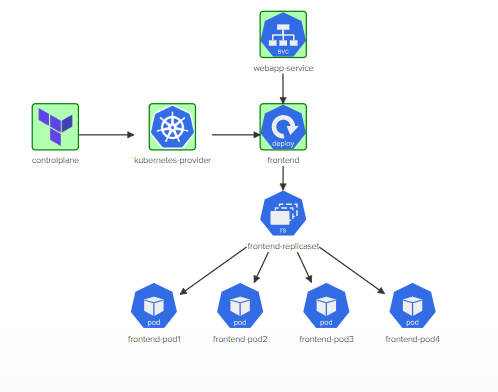 svc
webapp-service
controlplane
kubernetes-provider
deploy
frontend
rs
frontend-replicaset
pod
frontend-pod1
pod
frontend-pod2
pod
frontend-pod3
pod
frontend-pod4